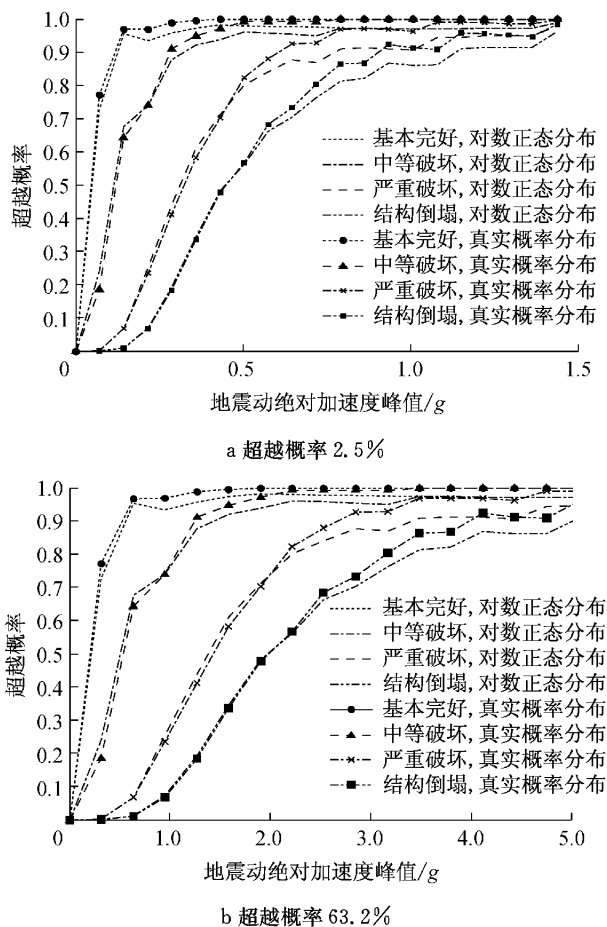 1.0
0.9
0.8
0.7
0.6
0.5
0.4
0.3
0.2
0.1
0
0.5
1.0
1.5
超越概率
基本完好,对数正态分布
中等破坏,对数正态分布
严重破坏,对数正态分布
结构倒塌,对数正态分布
基本完好,真实概率分布
中等破坏,真实概率分布
严重破坏,真实概率分布
结构倒塌,真实概率分布
地震动绝对加速度峰值/g
a 超越概率 2.5%
1.0
0.9
0.8
0.7
0.6
0.5
0.4
0.3
0.2
0.1
0
1.0
2.0
3.0
4.0
5.0
超越概率
基本完好,对数正态分布
中等破坏,对数正态分布
严重破坏,对数正态分布
结构倒塌,对数正态分布
基本完好,真实概率分布
中等破坏,真实概率分布
严重破坏,真实概率分布
结构倒塌,真实概率分布
地震动绝对加速度峰值/g
b 超越概率 63.2%